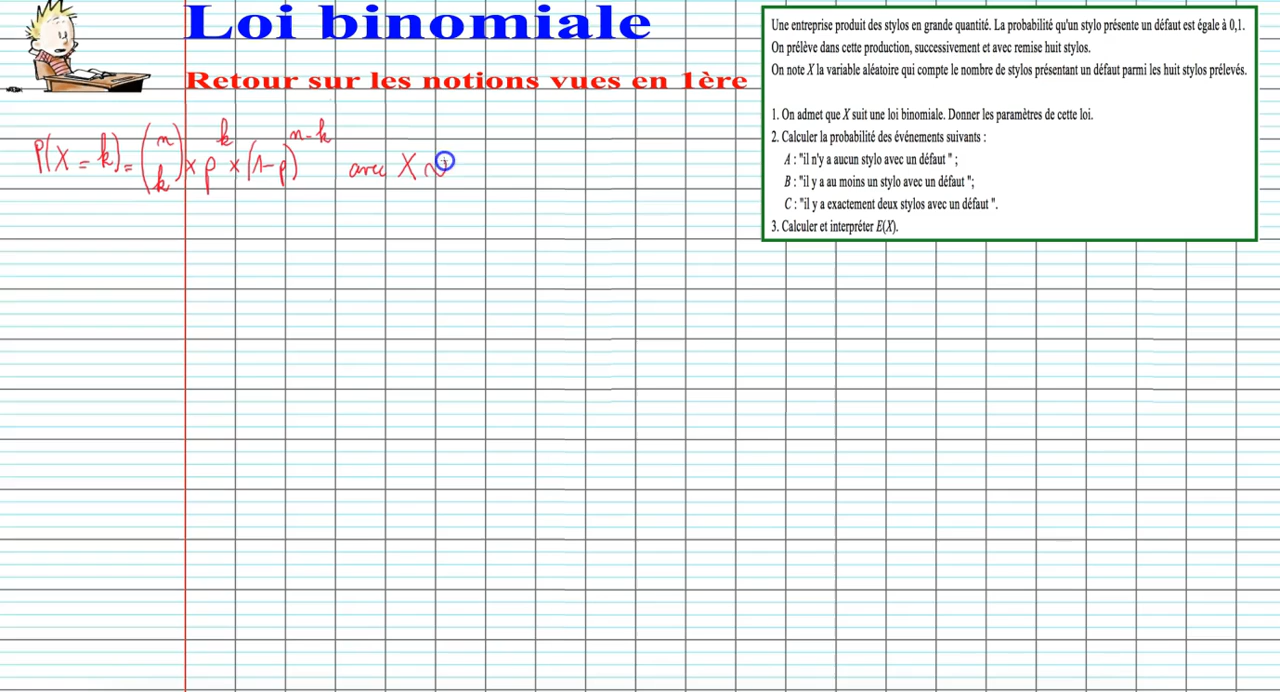 Loi binomiale
Retour sur les notions vues en 1ère
P(X = k) = (n k) × p^k × (1-p)^(n-k) avec X ~
Une entreprise produit des stylos en grande quantité. La probabilité qu'un stylo présente un défaut est égale à 0,1.
On prélève dans cette production, successivement et avec remise huit stylos.
On note X la variable aléatoire qui compte le nombre de stylos présentant un défaut parmi les huit stylos prélevés.
1. On admet que X suit une loi binomiale. Donner les paramètres de cette loi.
2. Calculer la probabilité des événements suivants :
A : "il n'y a aucun stylo avec un défaut " ;
B : "il y a au moins un stylo avec un défaut ";
C : "il y a exactement deux stylos avec un défaut ".
3. Calculer et interpréter E(X).